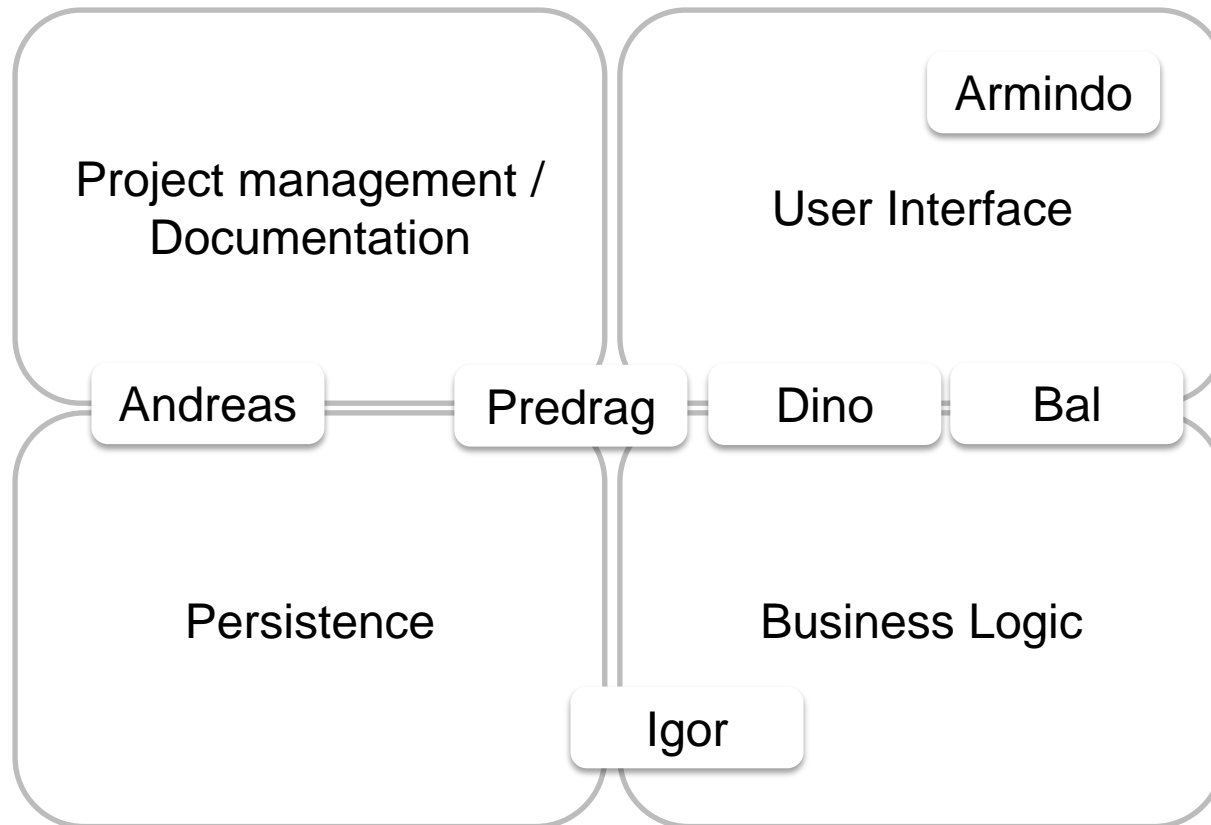 Armindo
Project management /
Documentation
User Interface
Andreas
Predrag
Dino
Bal
Persistence
Business Logic
Igor